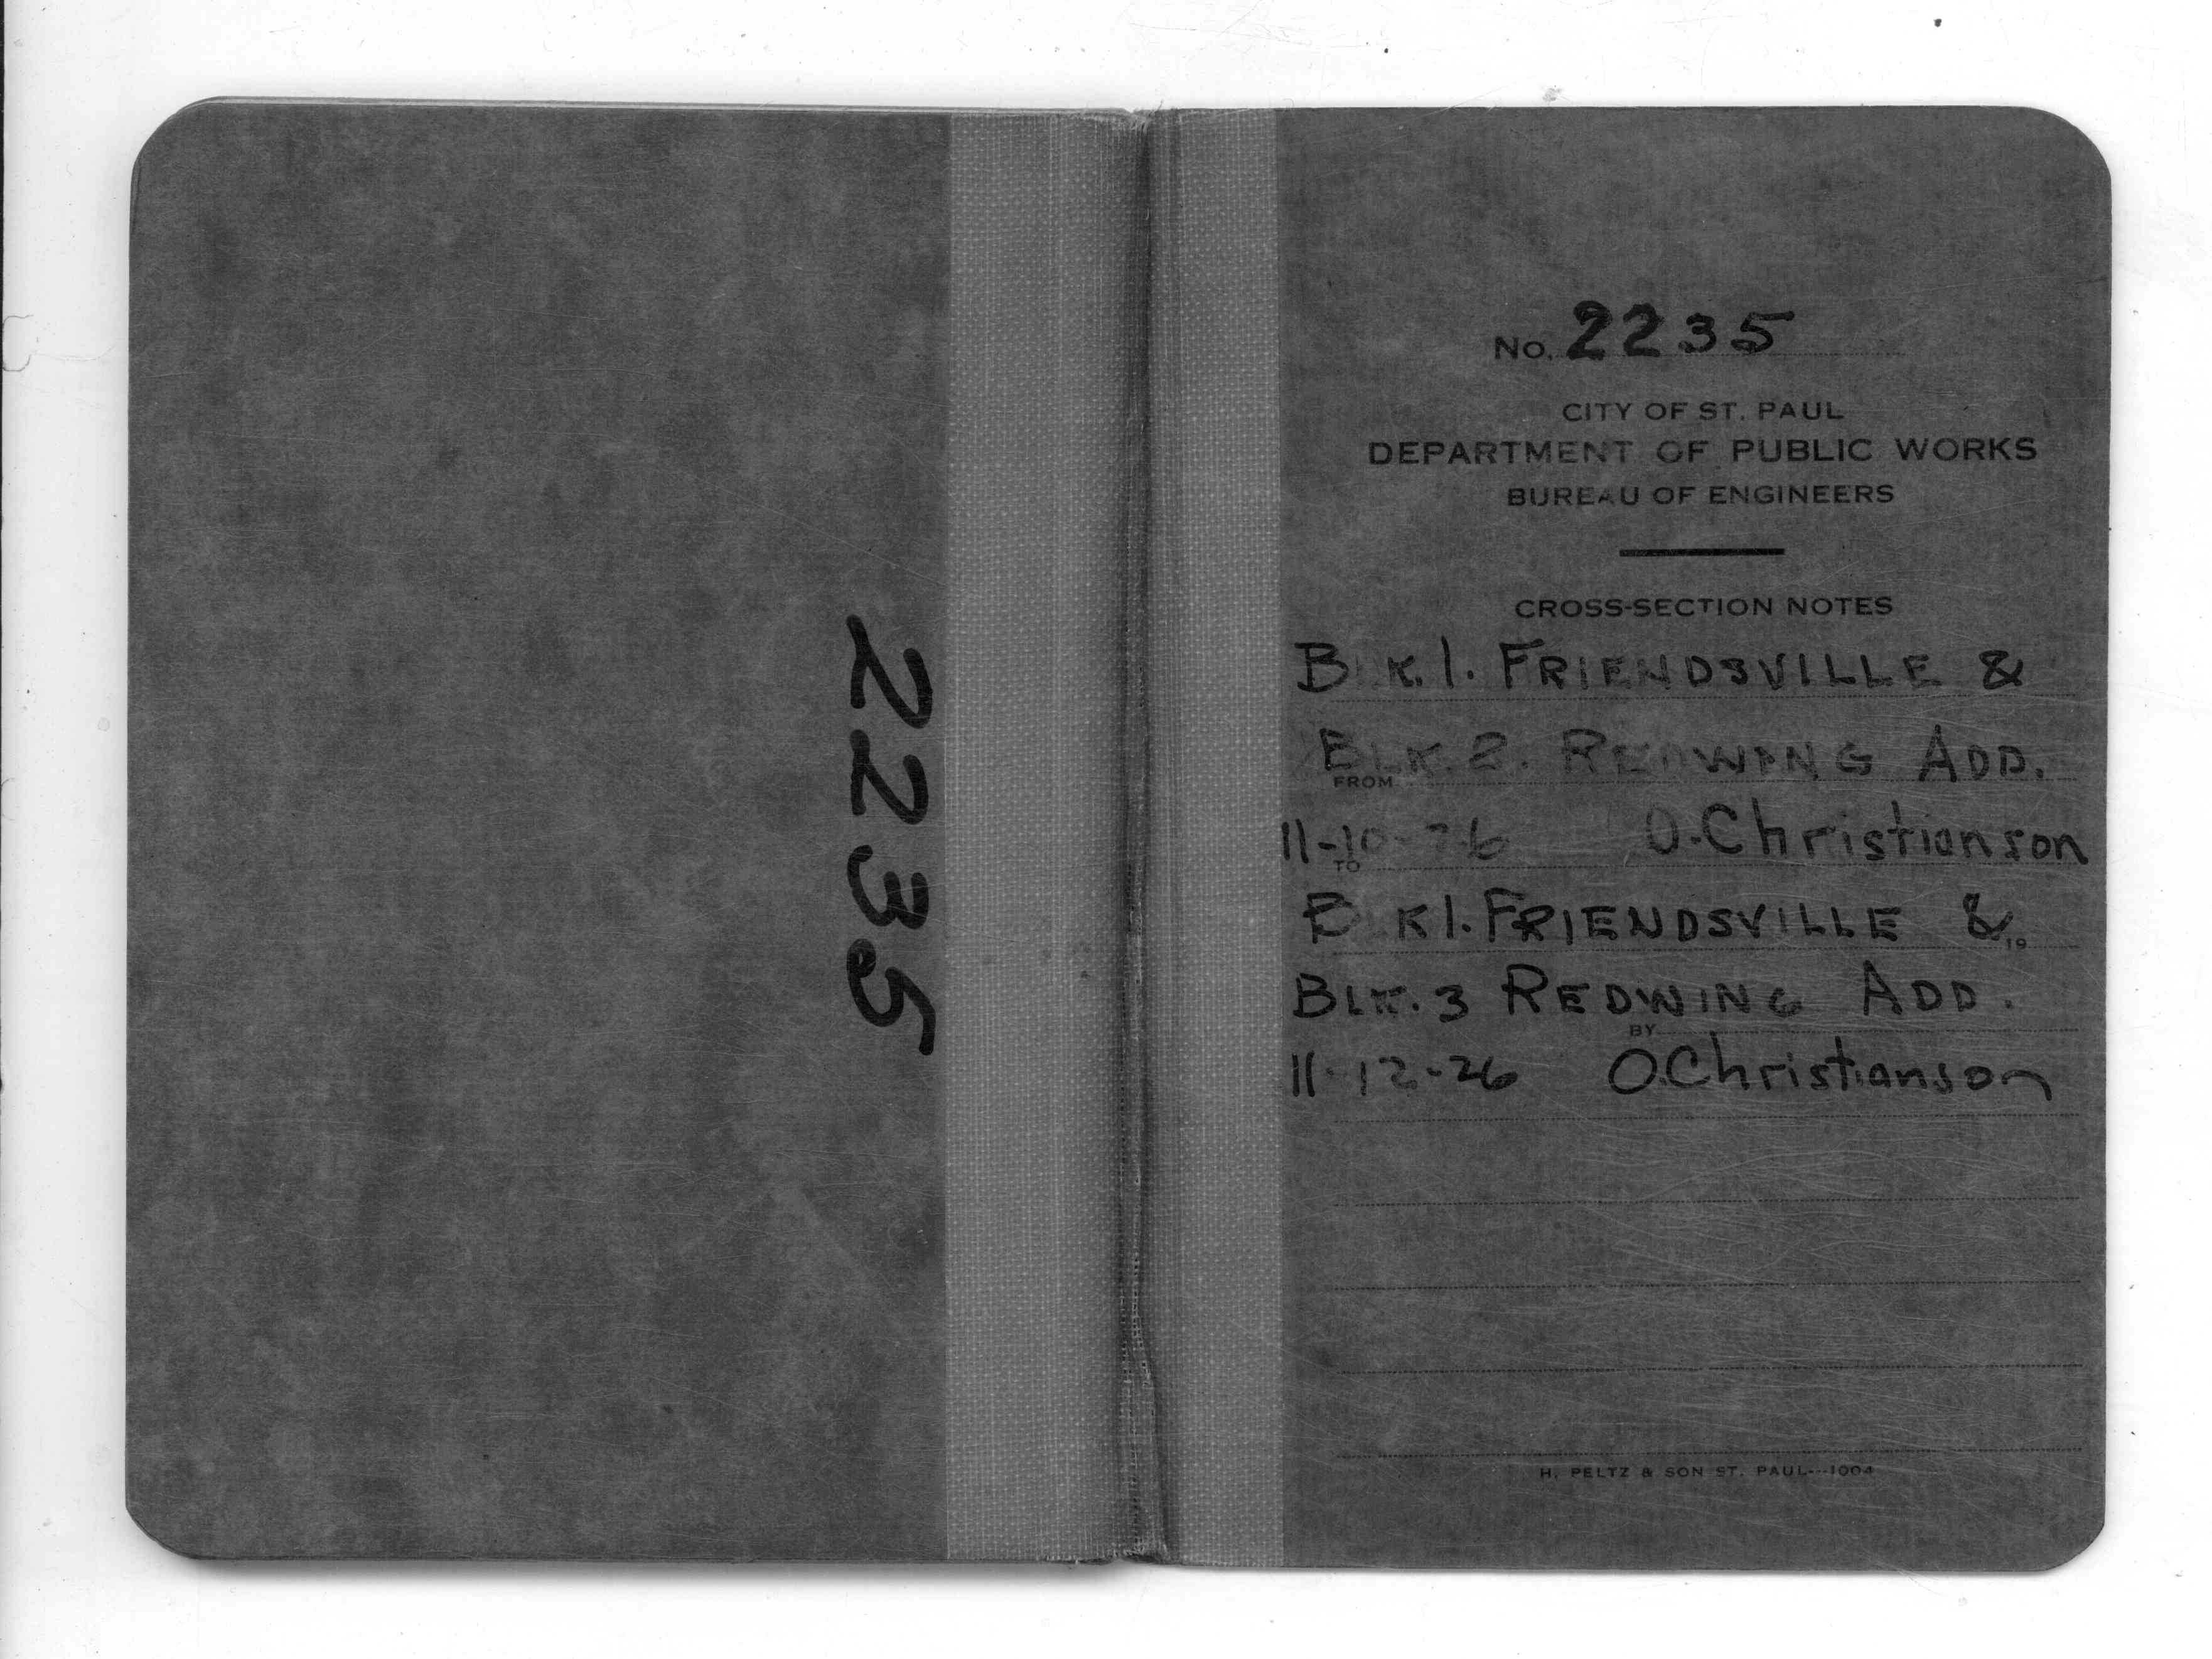 2235
No. 2235
CITY OF ST. PAUL
DEPARTMENT OF PUBLIC WORKS
BUREAU OF ENGINEERS
CROSS-SECTION NOTES
BLK. 1. FRIENDSVILLE &
BLK. 2. REDWING ADD.
FROM
11-10-26 O. Christianson
TO
BLK 1. FRIENDSVILLE &
19
BLK. 3 REDWING ADD.
BY
11-12-26 O. Christianson
H. PELTZ & SON ST. PAUL---1004